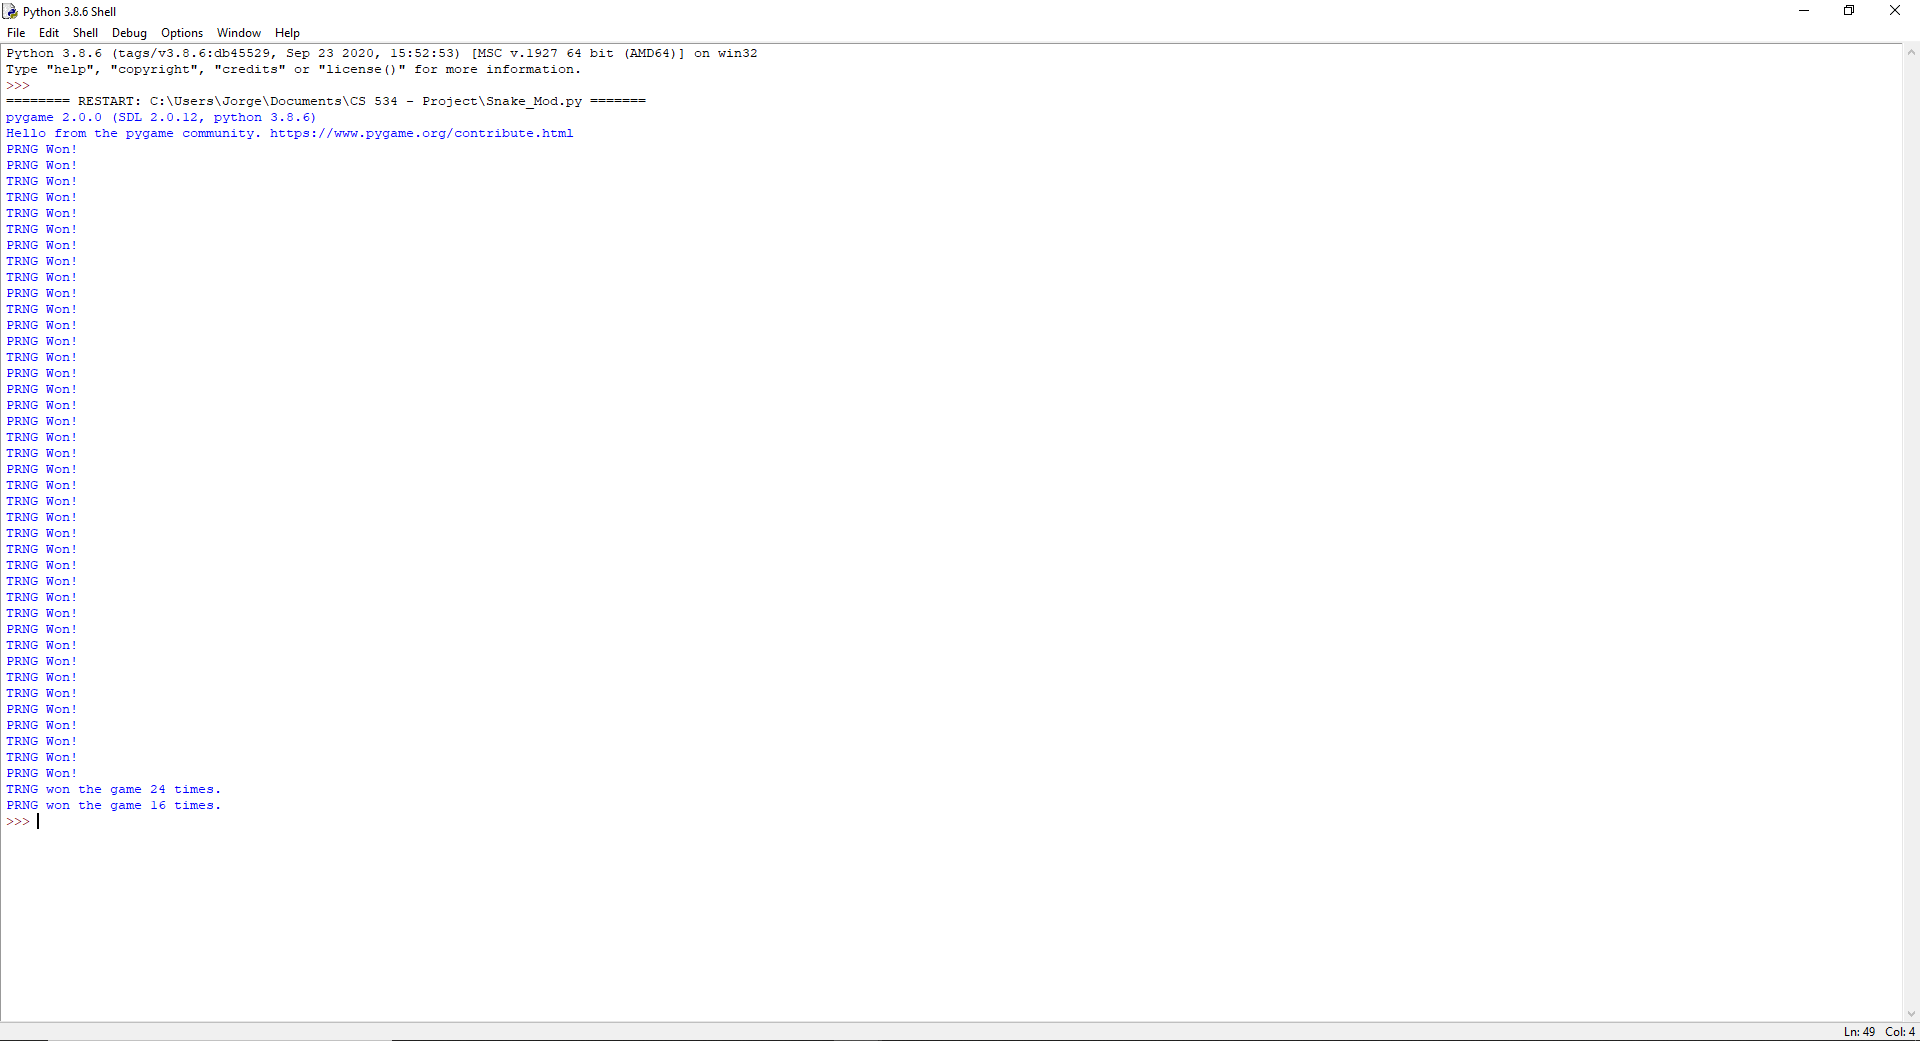 Python 3.8.6 Shell
File Edit Shell Debug Options Window Help
Python 3.8.6 (tags/v3.8.6:db45529, Sep 23 2020, 15:52:53) [MSC v.1927 64 bit (AMD64)] on win32
Type "help", "copyright", "credits" or "license()" for more information.
>>>
======== RESTART: C:\Users\Jorge\Documents\CS 534 - Project\Snake_Mod.py =======
pygame 2.0.0 (SDL 2.0.12, python 3.8.6)
Hello from the pygame community. https://www.pygame.org/contribute.html
PRNG Won!
PRNG Won!
TRNG Won!
TRNG Won!
TRNG Won!
TRNG Won!
PRNG Won!
TRNG Won!
TRNG Won!
PRNG Won!
TRNG Won!
PRNG Won!
PRNG Won!
TRNG Won!
PRNG Won!
PRNG Won!
PRNG Won!
PRNG Won!
TRNG Won!
TRNG Won!
PRNG Won!
TRNG Won!
TRNG Won!
TRNG Won!
TRNG Won!
TRNG Won!
TRNG Won!
TRNG Won!
TRNG Won!
TRNG Won!
PRNG Won!
TRNG Won!
PRNG Won!
TRNG Won!
TRNG Won!
PRNG Won!
PRNG Won!
TRNG Won!
TRNG Won!
PRNG Won!
TRNG won the game 24 times.
PRNG won the game 16 times.
>>>
Ln: 49 Col: 4